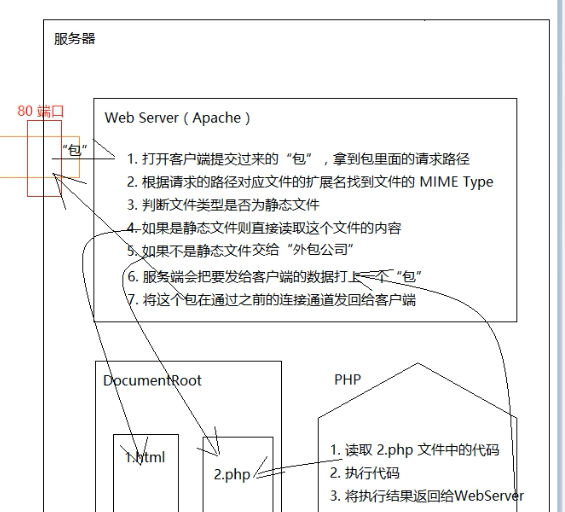 服务器
80 端口
Web Server（Apache）
“包”
1. 打开客户端提交过来的“包”，拿到包里面的请求路径
2. 根据请求的路径对应文件的扩展名找到文件的 MIME Type
3. 判断文件类型是否为静态文件
4. 如果是静态文件则直接读取这个文件的内容
5. 如果不是静态文件交给“外包公司”
6. 服务端会把要发给客户端的数据打上一个“包”
7. 将这个包在通过之前的连接通道发回给客户端
DocumentRoot
PHP
1.html
2.php
1. 读取 2.php 文件中的代码
2. 执行代码
3. 将执行结果返回给WebServer